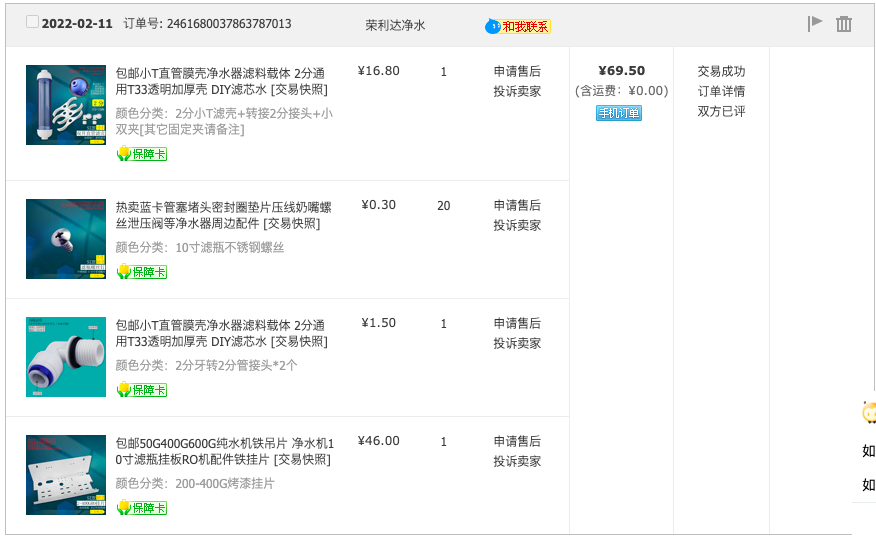 2022-02-11 订单号: 2461680037863787013 荣利达净水 和我联系
包邮小T直管膜壳净水器滤料载体 2分通
用T33透明加厚壳 DIY滤芯水 [交易快照]
颜色分类：2分小T滤壳+转接2分接头+小
双夹[其它固定夹请备注]
保障卡
¥16.80
1
申请售后
投诉卖家
¥69.50
(含运费：¥0.00)
手机订单
交易成功
订单详情
双方已评
热卖蓝卡管塞堵头密封圈垫片压线奶嘴螺
丝泄压阀等净水器周边配件 [交易快照]
颜色分类：10寸滤瓶不锈钢螺丝
保障卡
¥0.30
20
申请售后
投诉卖家
包邮小T直管膜壳净水器滤料载体 2分通
用T33透明加厚壳 DIY滤芯水 [交易快照]
颜色分类：2分牙转2分管接头*2个
保障卡
¥1.50
1
申请售后
投诉卖家
包邮50G400G600G纯水机铁吊片 净水机1
0寸滤瓶挂板RO机配件铁挂片 [交易快照]
颜色分类：200-400G烤漆挂片
保障卡
¥46.00
1
申请售后
投诉卖家
如
如